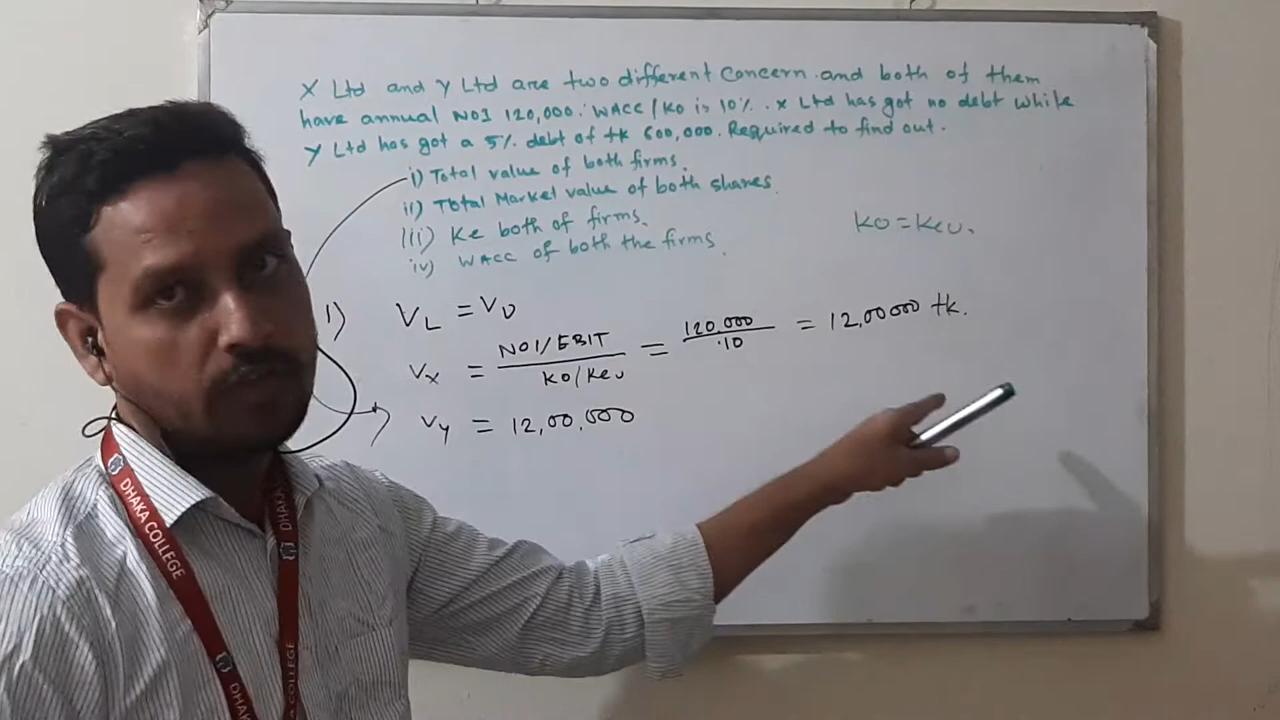 X Ltd and Y Ltd are two different concern. and both of them
have annual NOI 120,000. WACC/KO is 10%. X Ltd has got no debt while
Y Ltd has got a 5% debt of tk 600,000. Required to find out.
i) Total value of both firms.
ii) Total Market value of both shares.
iii) Ke both of firms.
iv) WACC of both the firms.
KO = Keu.
1) VL = VU
Vx = NOI/EBIT / KO/Keu = 120,000 / .10 = 12,00000 tk.
Vy = 12,00,000
DHAKA COLLEGE
DHAKA COLLEGE
DHAKA